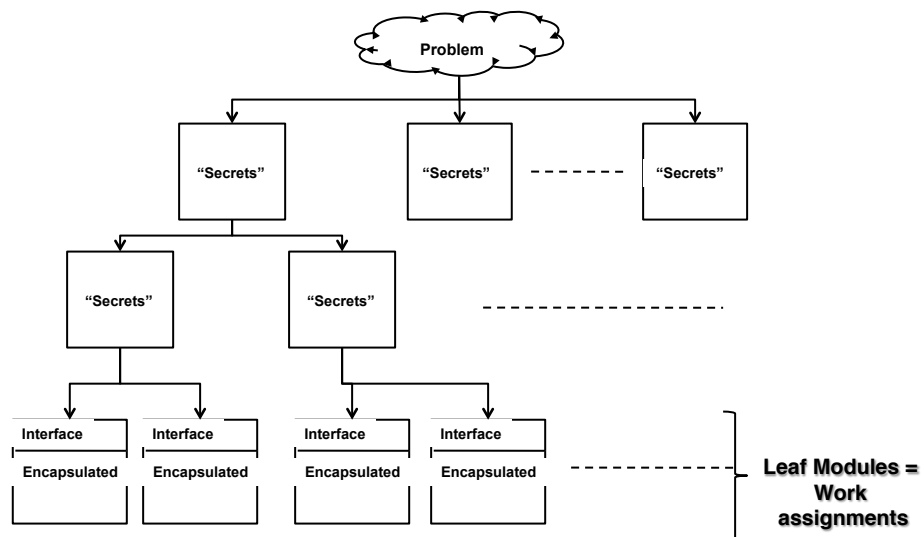 Problem
“Secrets”
“Secrets”
“Secrets”
“Secrets”
“Secrets”
Interface
Interface
Interface
Interface
Encapsulated
Encapsulated
Encapsulated
Encapsulated
Leaf Modules =
Work
assignments